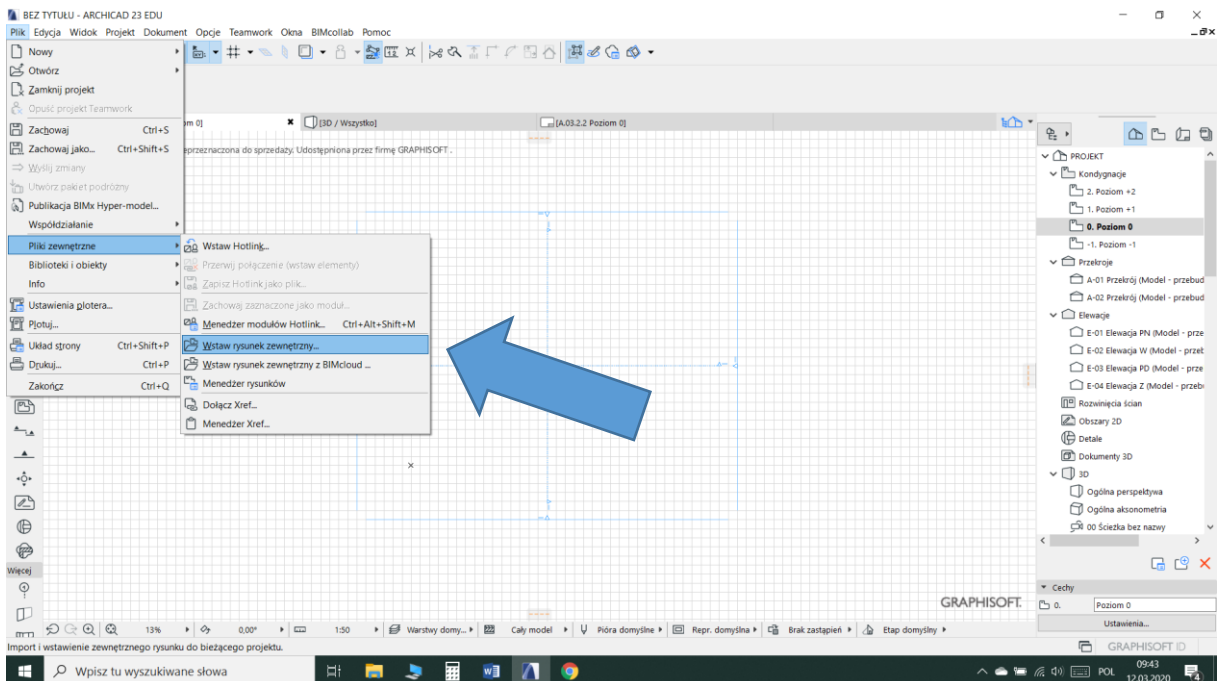 BEZ TYTUŁU - ARCHICAD 23 EDU
Plik Edycja Widok Projekt Dokument Opcje Teamwork Okna BIMcollab Pomoc
Nowy
Otwórz
Zamknij projekt
Opuść projekt Teamwork
Zachowaj Ctrl+S
Zachowaj jako... Ctrl+Shift+S
Wyślij zmiany
Utwórz pakiet podróżny
Publikacja BIMx Hyper-model...
Współdziałanie
Pliki zewnętrzne
Biblioteki i obiekty
Info
Ustawienia plotera...
Plotuj...
Układ strony Ctrl+Shift+P
Drukuj... Ctrl+P
Zakończ Ctrl+Q
Wstaw Hotlink...
Przerwij połączenie (wstaw elementy)
Zapisz Hotlink jako plik...
Zachowaj zaznaczone jako moduł...
Menedżer modułów Hotlink... Ctrl+Alt+Shift+M
Wstaw rysunek zewnętrzny...
Wstaw rysunek zewnętrzny z BIMcloud ...
Menedżer rysunków
Dołącz Xref...
Menedżer Xref...
om 0]
[3D / Wszystko]
[A.03.2.2 Poziom 0]
eprzeznaczona do sprzedaży. Udostępniona przez firmę GRAPHISOFT .
PROJEKT
Kondygnacje
2. Poziom +2
1. Poziom +1
0. Poziom 0
-1. Poziom -1
Przekroje
A-01 Przekrój (Model - przebud
A-02 Przekrój (Model - przebud
Elewacje
E-01 Elewacja PN (Model - prze
E-02 Elewacja W (Model - przeb
E-03 Elewacja PD (Model - prze
E-04 Elewacja Z (Model - przebu
Rozwinięcia ścian
Obszary 2D
Detale
Dokumenty 3D
3D
Ogólna perspektywa
Ogólna aksonometria
00 Ścieżka bez nazwy
Cechy
0. Poziom 0
Ustawienia...
GRAPHISOFT ID
Więcej
GRAPHISOFT.
13% 0,00° 1:50 Warstwy domy... Cały model Pióra domyślne Repr. domyślna Brak zastąpień Etap domyślny
Import i wstawienie zewnętrznego rysunku do bieżącego projektu.
Wpisz tu wyszukiwane słowa
POL
09:43
12.03.2020
4